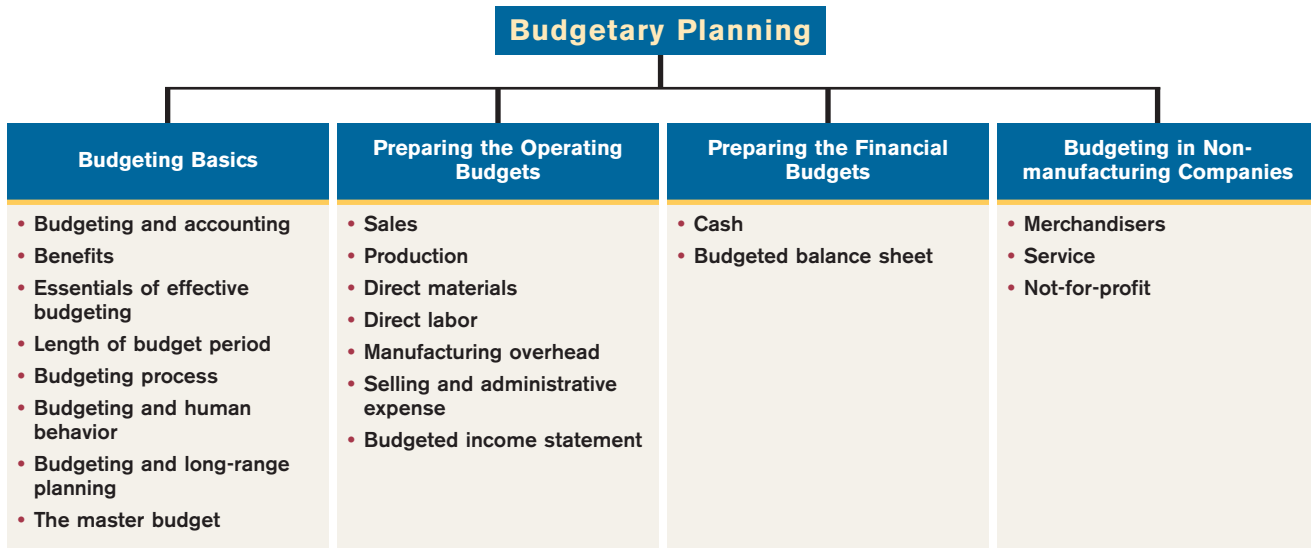 Budgetary Planning
Budgeting Basics
• Budgeting and accounting
• Benefits
• Essentials of effective
budgeting
• Length of budget period
• Budgeting process
• Budgeting and human
behavior
• Budgeting and long-range
planning
• The master budget
Preparing the Operating
Budgets
• Sales
• Production
• Direct materials
• Direct labor
• Manufacturing overhead
• Selling and administrative
expense
• Budgeted income statement
Preparing the Financial
Budgets
• Cash
• Budgeted balance sheet
Budgeting in Non-
manufacturing Companies
• Merchandisers
• Service
• Not-for-profit